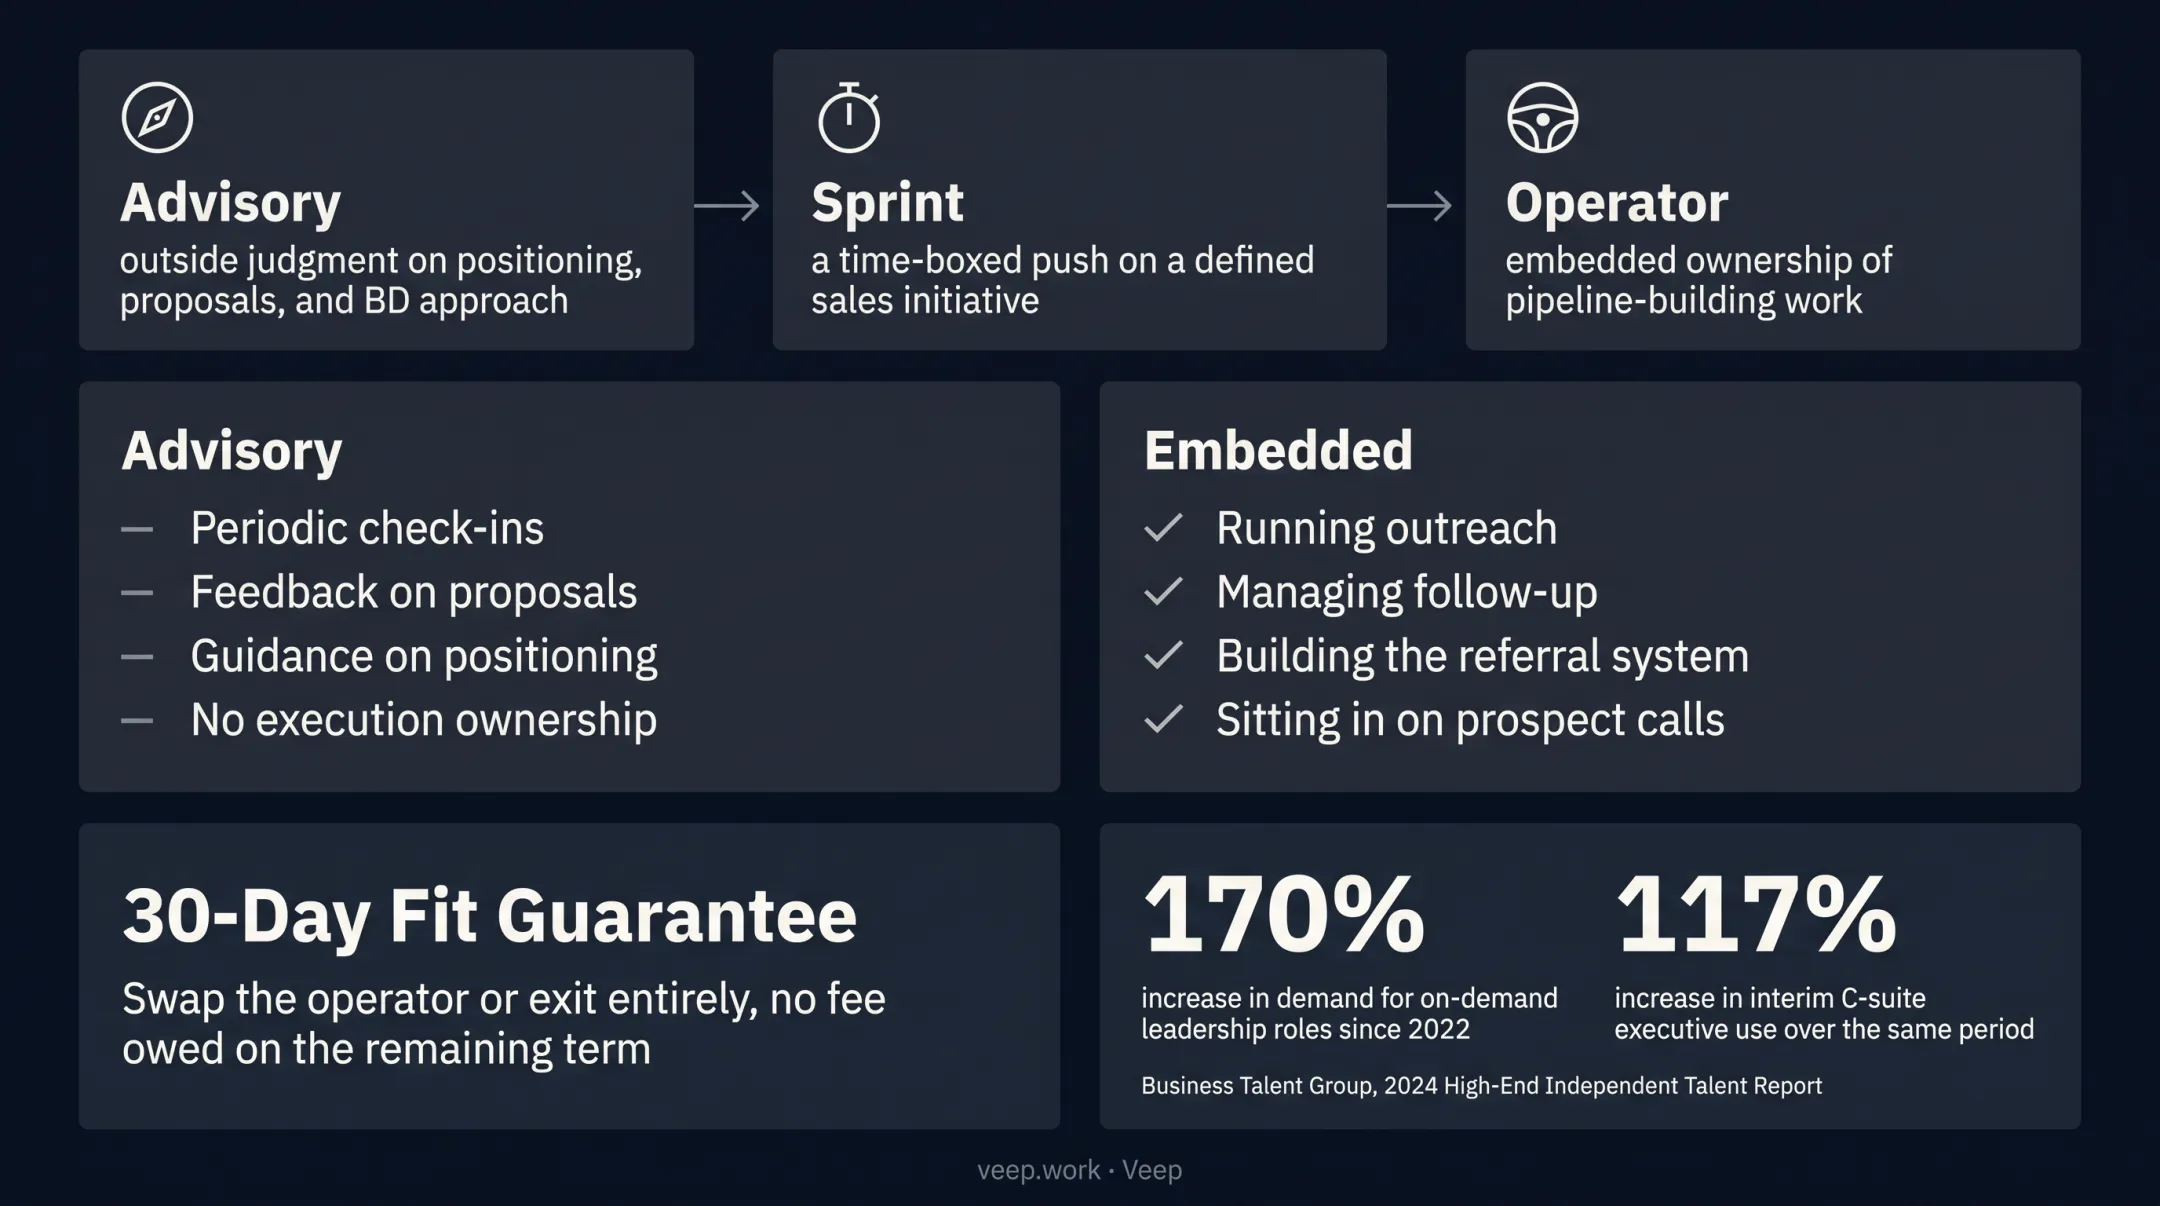 Advisory
outside judgment on positioning,
proposals, and BD approach
Sprint
a time-boxed push on a defined
sales initiative
Operator
embedded ownership of
pipeline-building work
Advisory
— Periodic check-ins
— Feedback on proposals
— Guidance on positioning
— No execution ownership
Embedded
✓ Running outreach
✓ Managing follow-up
✓ Building the referral system
✓ Sitting in on prospect calls
30-Day Fit Guarantee
Swap the operator or exit entirely, no fee
owed on the remaining term
170%
increase in demand for on-demand
leadership roles since 2022
117%
increase in interim C-suite
executive use over the same period
Business Talent Group, 2024 High-End Independent Talent Report
veep.work · Veep